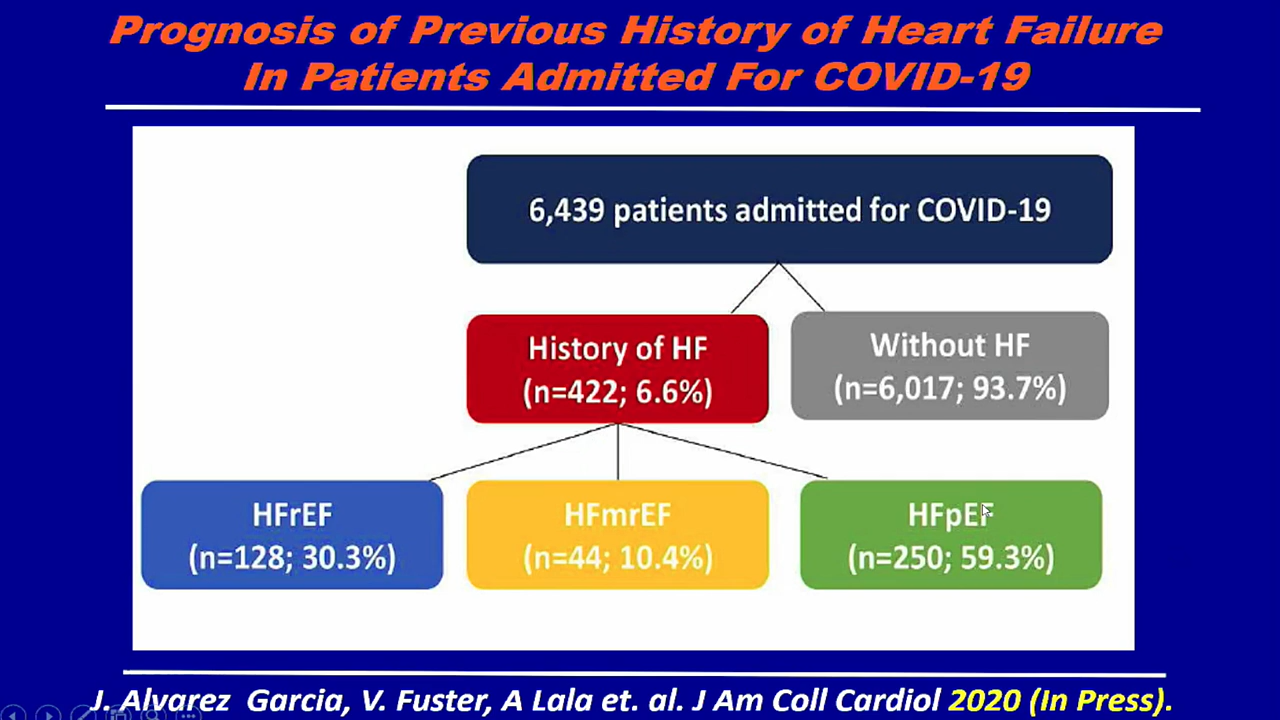 Prognosis of Previous History of Heart Failure
In Patients Admitted For COVID-19
6,439 patients admitted for COVID-19
History of HF
(n=422; 6.6%)
Without HF
(n=6,017; 93.7%)
HFrEF
(n=128; 30.3%)
HFmrEF
(n=44; 10.4%)
HFpEF
(n=250; 59.3%)
J. Alvarez Garcia, V. Fuster, A Lala et. al. J Am Coll Cardiol 2020 (In Press).